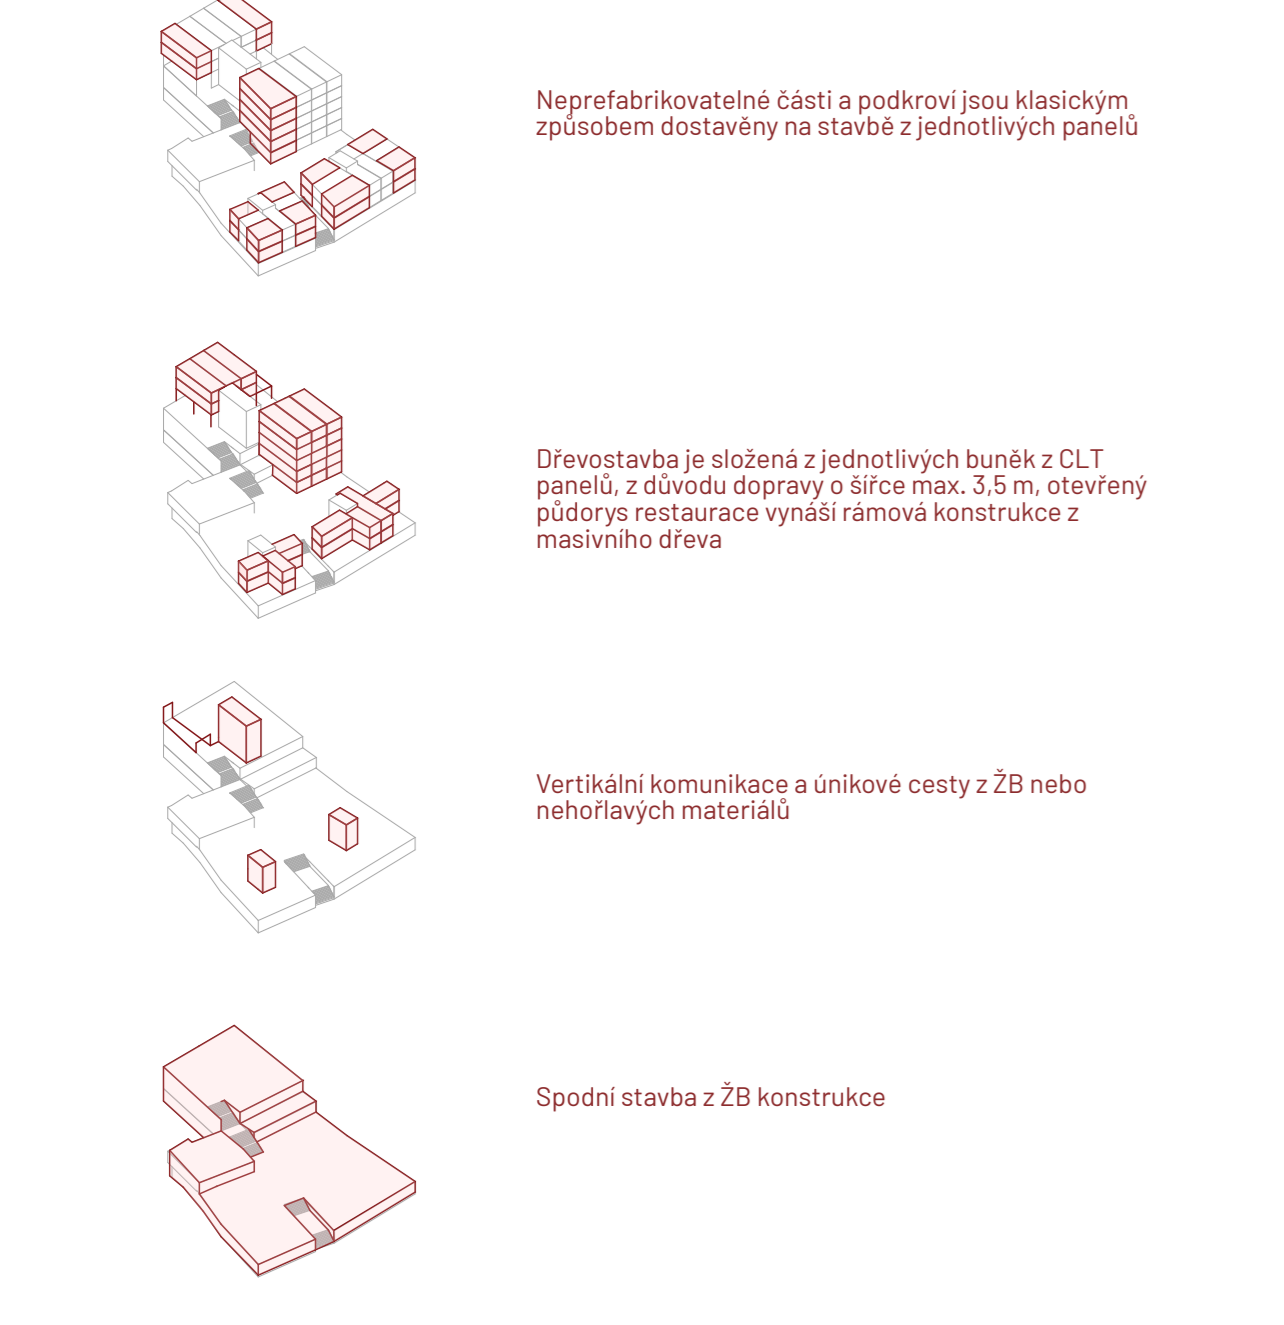 Neprefabrikovatelné části a podkroví jsou klasickým
způsobem dostavěny na stavbě z jednotlivých panelů
Dřevostavba je složená z jednotlivých buněk z CLT
panelů, z důvodu dopravy o šířce max. 3,5 m, otevřený
půdorys restaurace vynáší rámová konstrukce z
masivního dřeva
Vertikální komunikace a únikové cesty z ŽB nebo
nehořlavých materiálů
Spodní stavba z ŽB konstrukce